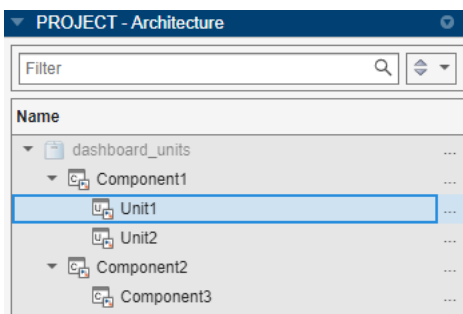 PROJECT - Architecture
Filter
Name
dashboard_units ...
Component1 ...
Unit1 ...
Unit2 ...
Component2 ...
Component3 ...